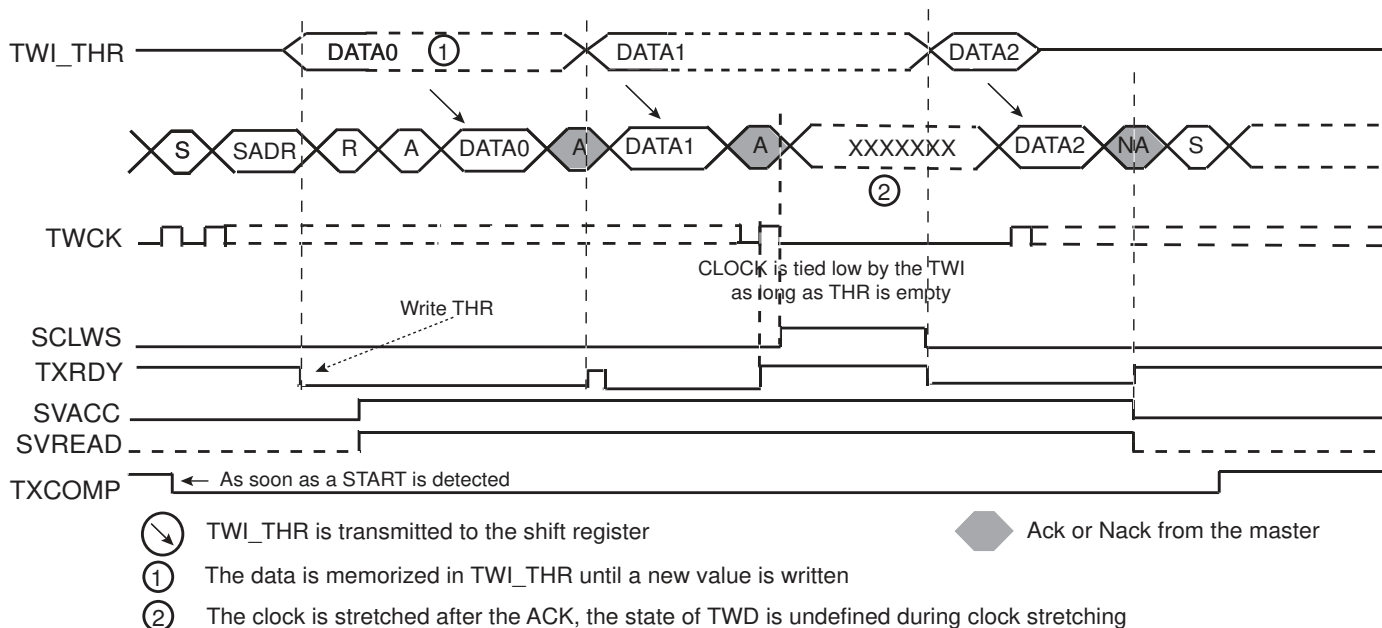 TWI_THR DATA0 1 DATA1 DATA2
S SADR R A DATA0 A DATA1 A XXXXXXX DATA2 NA S
2
TWCK
CLOCK is tied low by the TWI
as long as THR is empty
Write THR
SCLWS
TXRDY
SVACC
SVREAD
TXCOMP As soon as a START is detected
TWI_THR is transmitted to the shift register Ack or Nack from the master
1 The data is memorized in TWI_THR until a new value is written
2 The clock is stretched after the ACK, the state of TWD is undefined during clock stretching